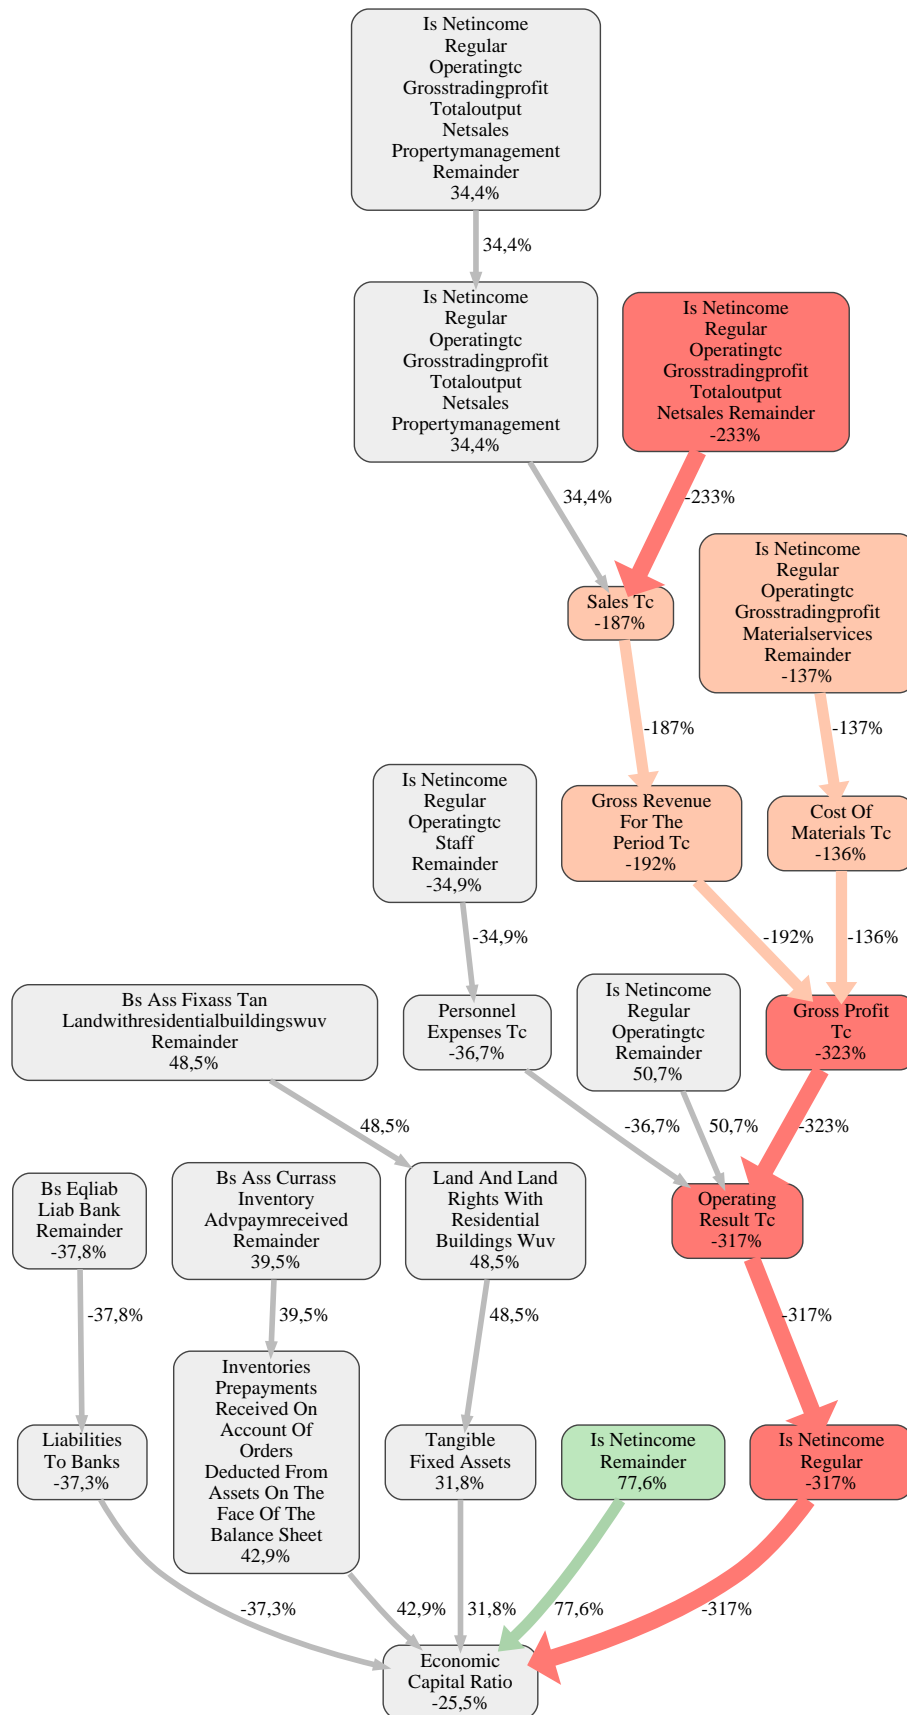 Is Netincome
Regular
Operatingtc
Grosstradingprofit
Totaloutput
Netsales
Propertymanagement
Remainder
34,4%
34,4%
Is Netincome
Regular
Operatingtc
Grosstradingprofit
Totaloutput
Netsales
Propertymanagement
34,4%
Is Netincome
Regular
Operatingtc
Grosstradingprofit
Totaloutput
Netsales Remainder
-233%
34,4%
-233%
Is Netincome
Regular
Operatingtc
Grosstradingprofit
Materialservices
Remainder
-137%
Sales Tc
-187%
-187%
-137%
Is Netincome
Regular
Operatingtc
Staff
Remainder
-34,9%
Gross Revenue
For The
Period Tc
-192%
Cost Of
Materials Tc
-136%
-34,9%
-192%
-136%
Bs Ass Fixass Tan
Landwithresidentialbuildingswuv
Remainder
48,5%
Personnel
Expenses Tc
-36,7%
Is Netincome
Regular
Operatingtc
Remainder
50,7%
Gross Profit
Tc
-323%
48,5%
-36,7%
50,7%
-323%
Bs Eqliab
Liab Bank
Remainder
-37,8%
Bs Ass Currass
Inventory
Advpaymreceived
Remainder
39,5%
Land And Land
Rights With
Residential
Buildings Wuv
48,5%
Operating
Result Tc
-317%
-37,8%
39,5%
48,5%
-317%
Inventories
Prepayments
Received On
Account Of
Orders
Deducted From
Assets On The
Face Of The
Balance Sheet
42,9%
Liabilities
To Banks
-37,3%
Tangible
Fixed Assets
31,8%
Is Netincome
Remainder
77,6%
Is Netincome
Regular
-317%
-37,3%
42,9%
31,8%
77,6%
-317%
Economic
Capital Ratio
-25,5%